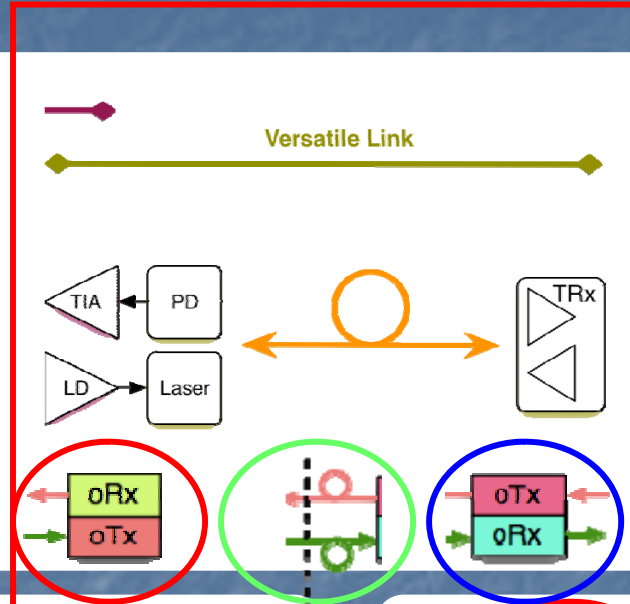 Versatile Link
TIA PD TRx
LD Laser
oRx oTx
oTx oRx